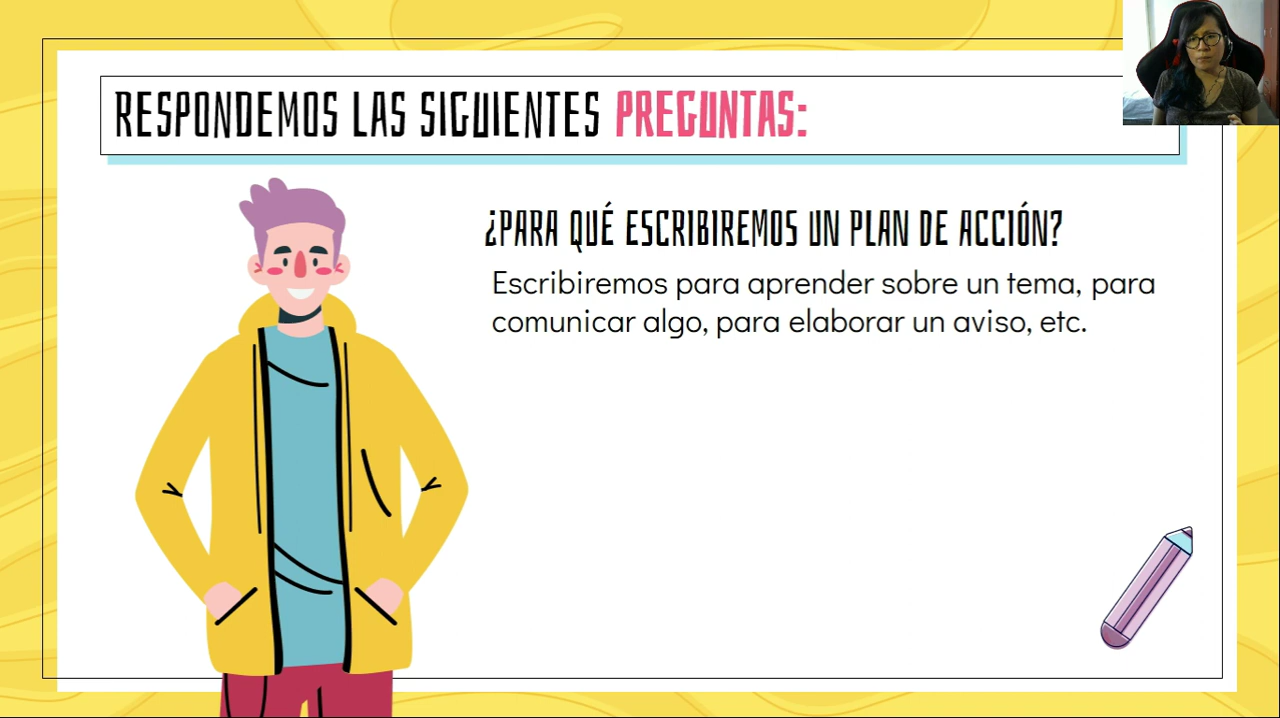 RESPONDEMOS LAS SIGUIENTES PREGUNTAS:
¿PARA QUÉ ESCRIBIREMOS UN PLAN DE ACCIÓN?
Escribiremos para aprender sobre un tema, para
comunicar algo, para elaborar un aviso, etc.